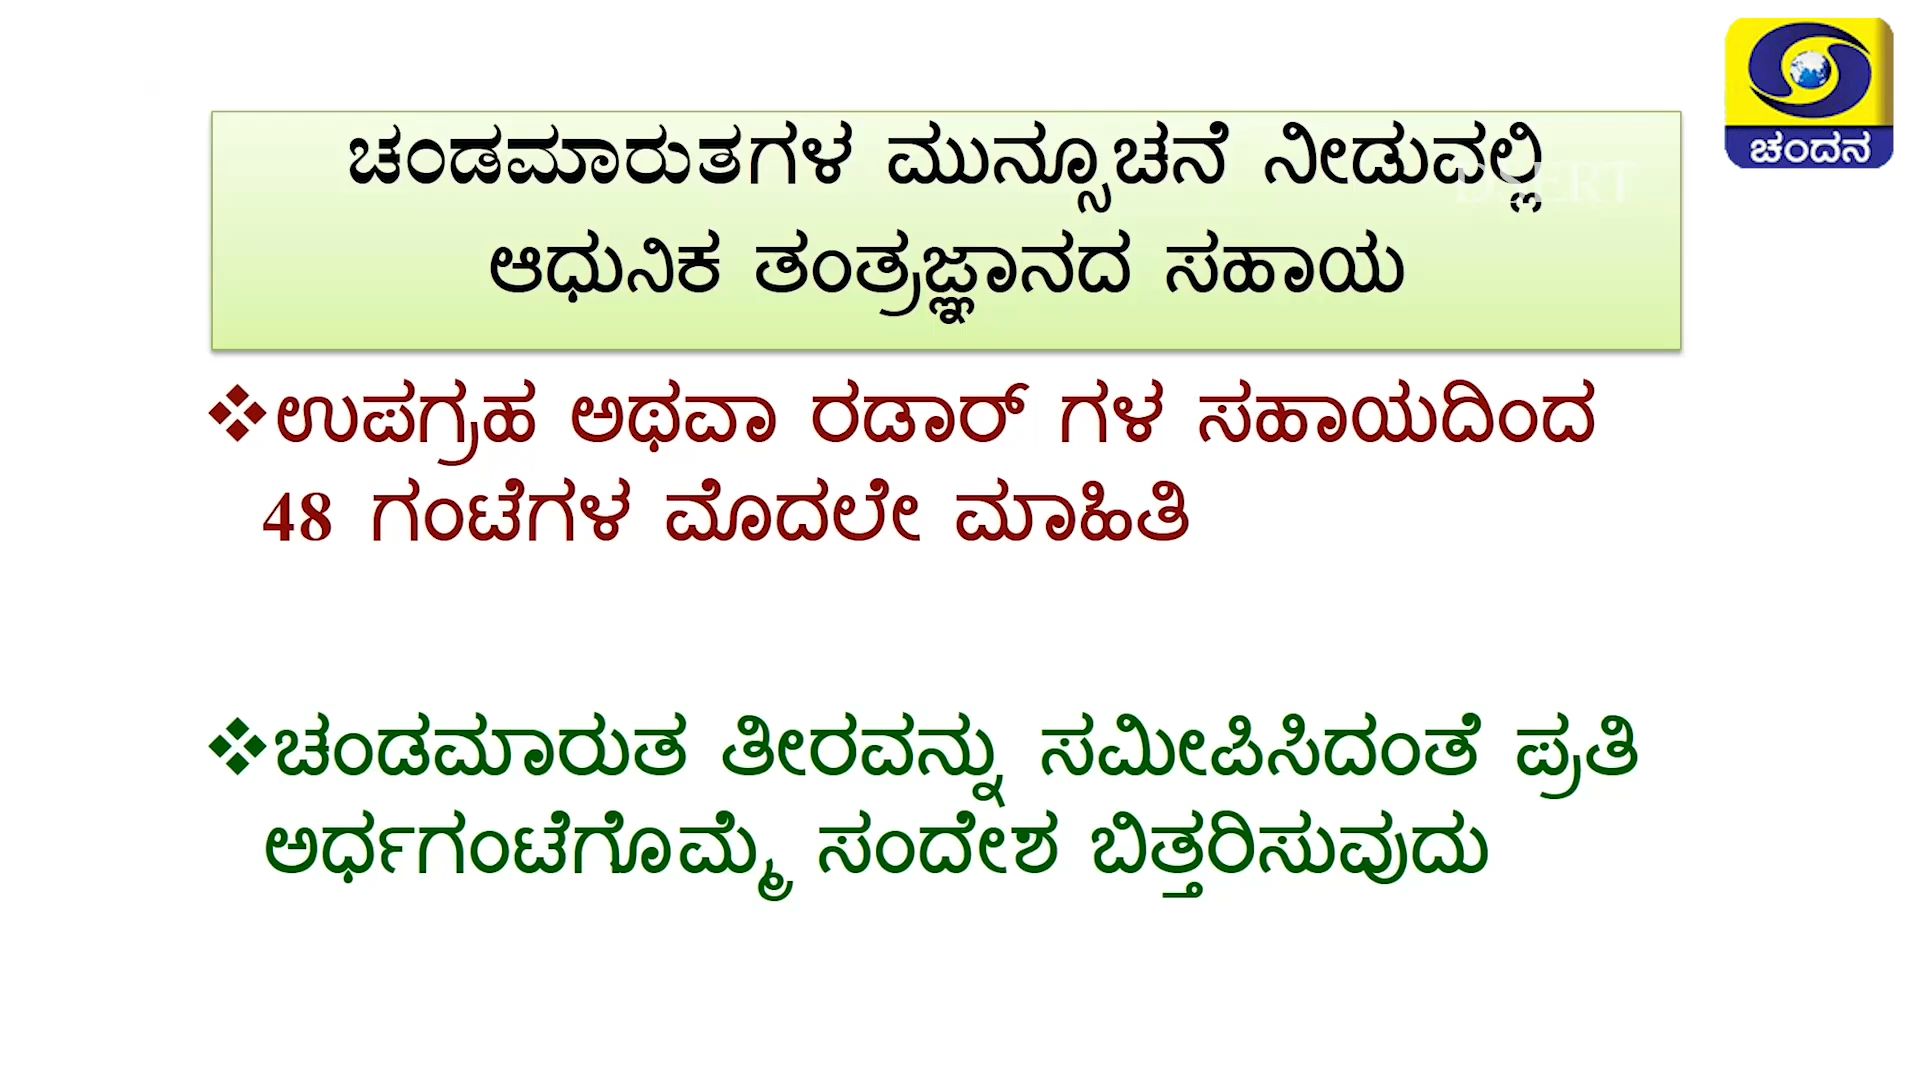 ಚಂದನ
ಚಂಡಮಾರುತಗಳ ಮುನ್ಸೂಚನೆ ನೀಡುವಲ್ಲಿ
DSERT
ಆಧುನಿಕ ತಂತ್ರಜ್ಞಾನದ ಸಹಾಯ
❖ಉಪಗ್ರಹ ಅಥವಾ ರಡಾರ್ ಗಳ ಸಹಾಯದಿಂದ
48 ಗಂಟೆಗಳ ಮೊದಲೇ ಮಾಹಿತಿ
❖ಚಂಡಮಾರುತ ತೀರವನ್ನು ಸಮೀಪಿಸಿದಂತೆ ಪ್ರತಿ
ಅರ್ಧಗಂಟೆಗೊಮ್ಮೆ ಸಂದೇಶ ಬಿತ್ತರಿಸುವುದು